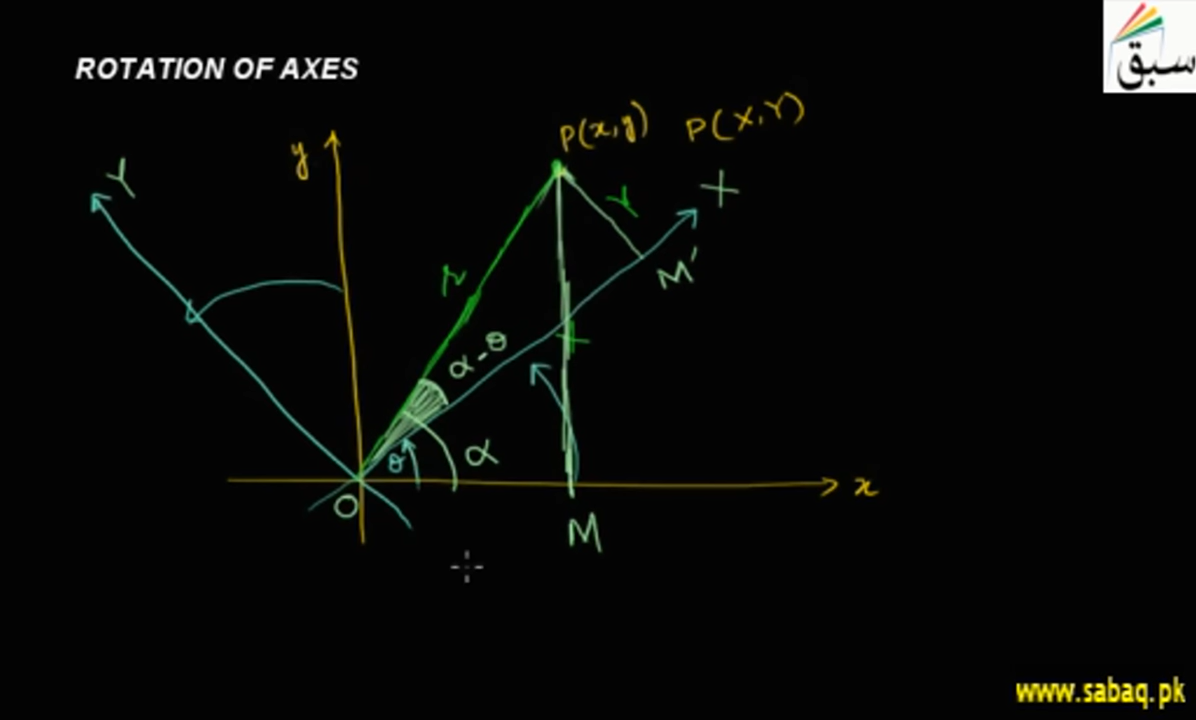 سبق
ROTATION OF AXES
P(x,y) P(X,Y)
y
Y
X
Y
M'
r
α-θ
θ
α
x
O
M
www.sabaq.pk